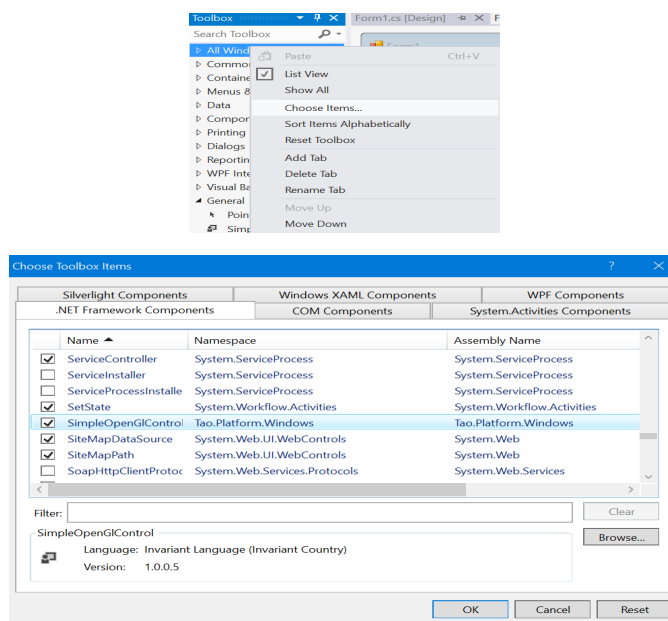 Toolbox
Form1.cs [Design]
Search Toolbox
All Wind
Form1
Commo
Containe
Menus &
Data
Compor
Printing
Dialogs
Reportin
WPF Inte
Visual Ba
General
Poin
Simp
Paste Ctrl+V
List View
Show All
Choose Items...
Sort Items Alphabetically
Reset Toolbox
Add Tab
Delete Tab
Rename Tab
Move Up
Move Down
Choose Toolbox Items
Silverlight Components Windows XAML Components WPF Components
.NET Framework Components COM Components System.Activities Components
Name Namespace Assembly Name
ServiceController System.ServiceProcess System.ServiceProcess
ServiceInstaller System.ServiceProcess System.ServiceProcess
ServiceProcessInstalle System.ServiceProcess System.ServiceProcess
SetState System.Workflow.Activities System.Workflow.Activities
SimpleOpenGlControl Tao.Platform.Windows Tao.Platform.Windows
SiteMapDataSource System.Web.UI.WebControls System.Web
SiteMapPath System.Web.UI.WebControls System.Web
SoapHttpClientProtoc System.Web.Services.Protocols System.Web.Services
Filter: Clear
SimpleOpenGlControl
Browse...
Language: Invariant Language (Invariant Country)
Version: 1.0.0.5
OK Cancel Reset